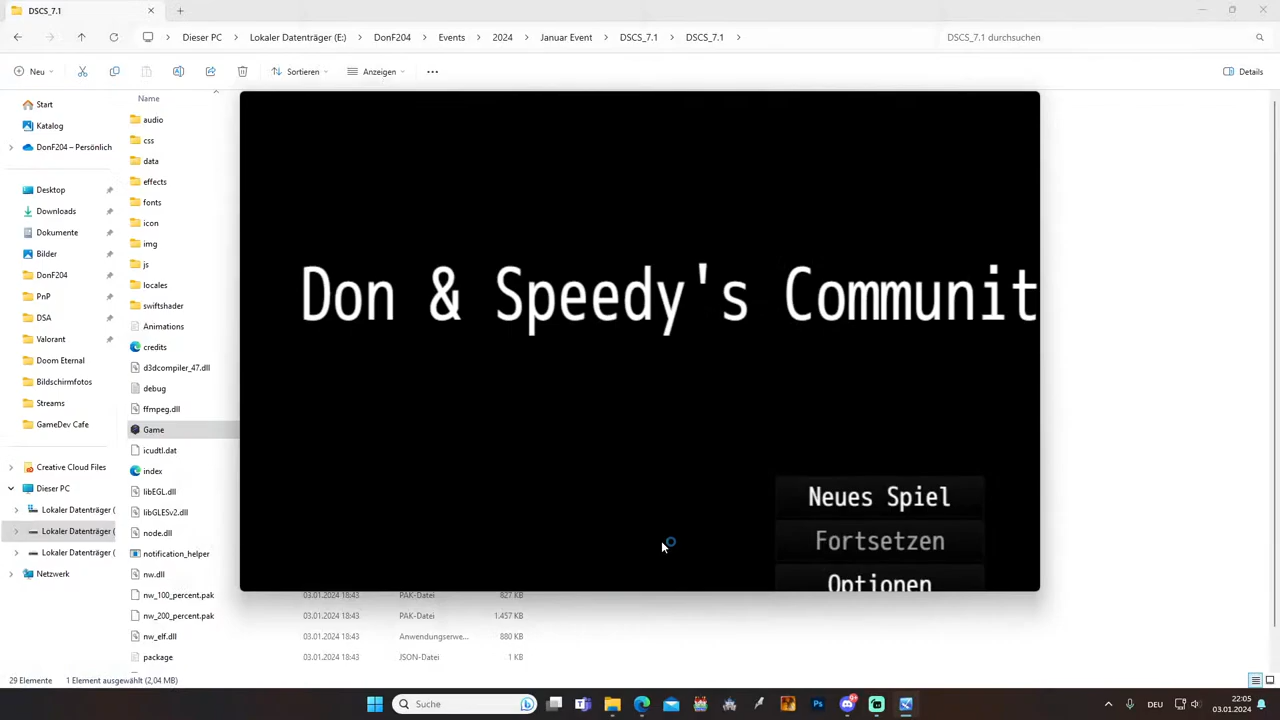 DSCS_7.1
Dieser PC > Lokaler Datenträger (E:) > DonF204 > Events > 2024 > Januar Event > DSCS_7.1 > DSCS_7.1 >
DSCS_7.1 durchsuchen
Neu
Sortieren
Anzeigen
Details
Name
Start
Katalog
DonF204 – Persönlich
Desktop
Downloads
Dokumente
Bilder
DonF204
PnP
DSA
Valorant
Doom Eternal
Bildschirmfotos
Streams
GameDev Cafe
Creative Cloud Files
Dieser PC
Lokaler Datenträger (
Lokaler Datenträger (
Lokaler Datenträger (
Netzwerk
audio
css
data
effects
fonts
icon
img
js
locales
swiftshader
Animations
credits
d3dcompiler_47.dll
debug
ffmpeg.dll
Game
icudtl.dat
index
libEGL.dll
libGLESv2.dll
node.dll
notification_helper
nw.dll
nw_100_percent.pak 03.01.2024 18:43 PAK-Datei 827 KB
nw_200_percent.pak 03.01.2024 18:43 PAK-Datei 1.457 KB
nw_elf.dll 03.01.2024 18:43 Anwendungserwe... 880 KB
package 03.01.2024 18:43 JSON-Datei 1 KB
Don & Speedy's Communit
Neues Spiel
Fortsetzen
Optionen
29 Elemente
1 Element ausgewählt (2,04 MB)
Suche
DEU
22:05
03.01.2024